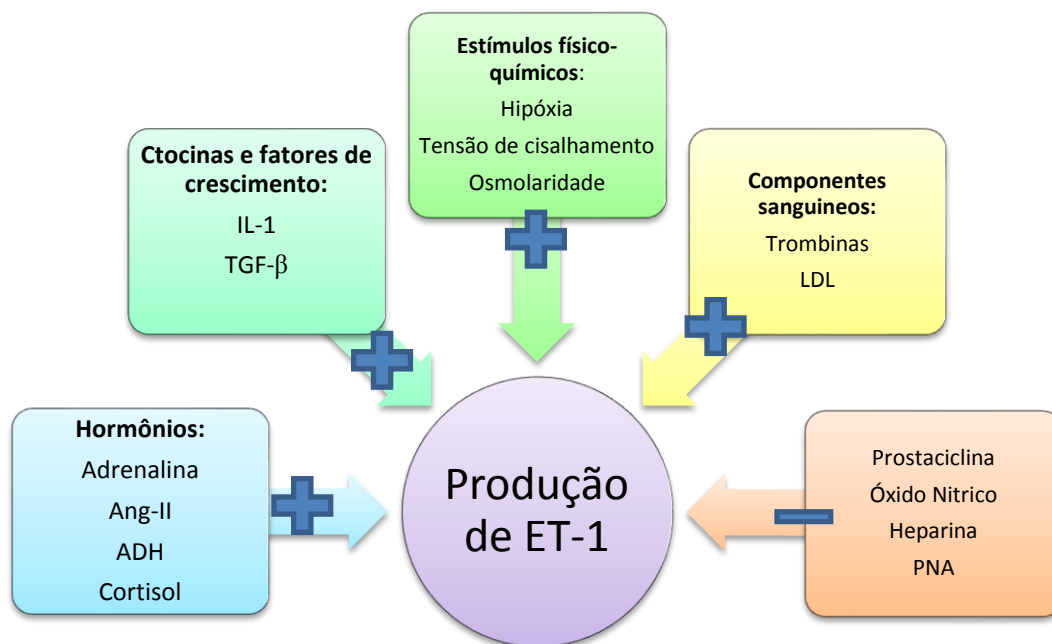 Estímulos físico-
químicos:
Hipóxia
Tensão de cisalhamento
Osmolaridade
Ctocinas e fatores de
crescimento:
IL-1
TGF-β
Componentes
sanguineos:
Trombinas
LDL
Hormônios:
Adrenalina
Ang-II
ADH
Cortisol
Produção
de ET-1
Prostaciclina
Óxido Nitrico
Heparina
PNA